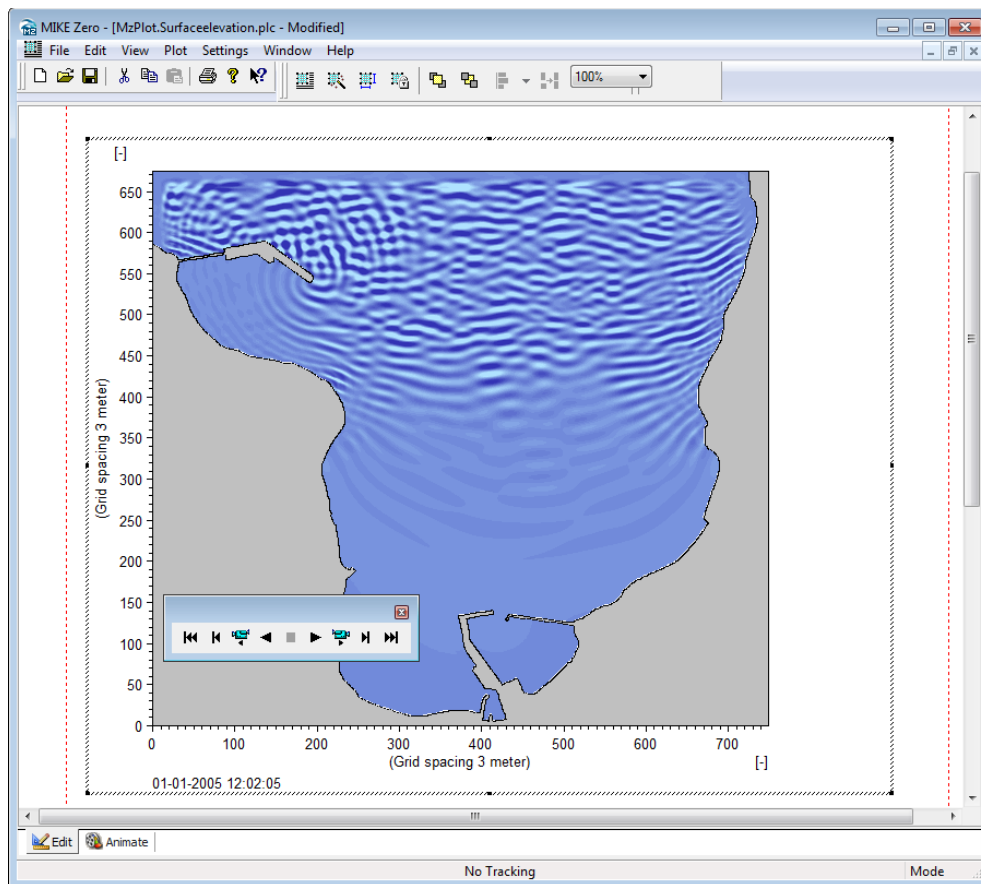 MIKE Zero - [MzPlot.Surfaceelevation.plc - Modified]
File Edit View Plot Settings Window Help
100%
[-]
650
600
550
500
450
400
350
300
250
200
150
100
50
0
(Grid spacing 3 meter)
0 100 200 300 400 500 600 700
(Grid spacing 3 meter) [-]
01-01-2005 12:02:05
Edit Animate
No Tracking Mode